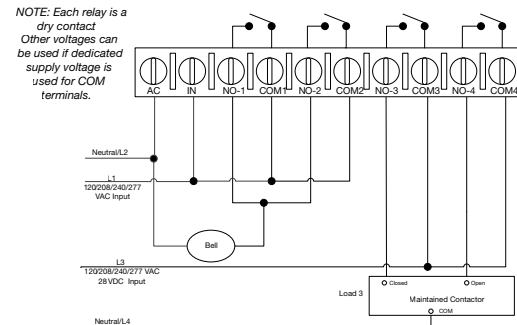 NOTE: Each relay is a
dry contact
Other voltages can
be used if dedicated
supply voltage is
used for COM
terminals.
AC IN NO-1 COM1 NO-2 COM2 NO-3 COM3 NO-4 COM4
Neutral/L2
L1
120/208/240/277
VAC Input
Bell
L3
120/208/240/277 VAC
28VDC Input
Load 3
Closed Open
Maintained Contactor
COM
Neutral/L4